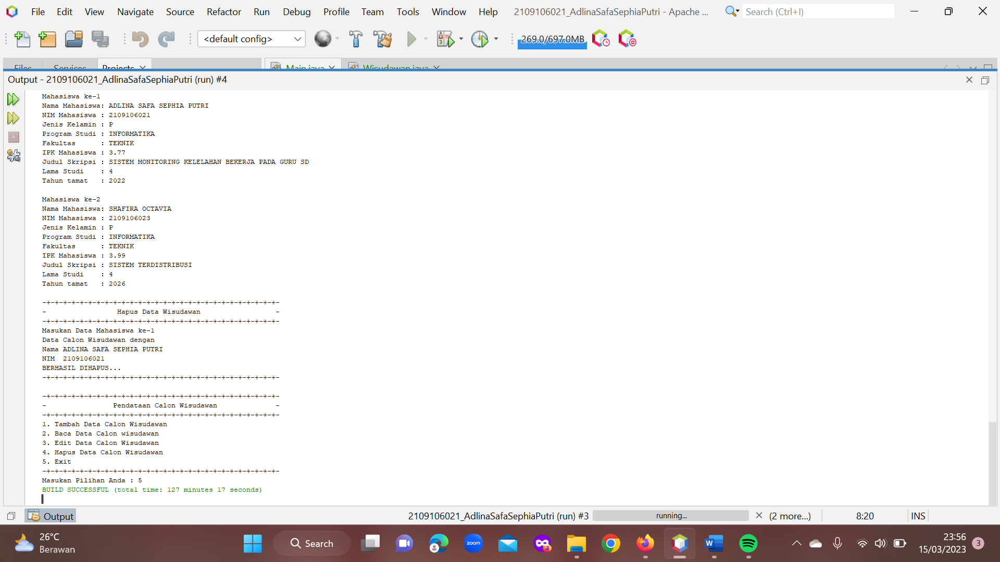 File Edit View Navigate Source Refactor Run Debug Profile Team Tools Window Help 2109106021_AdlinaSafaSephiaPutri - Apache ... Search (Ctrl+I)
<default config> 269.0/697.0MB
Files Services Projects Main.java Wisudawan.java
Output - 2109106021_AdlinaSafaSephiaPutri (run) #4
Mahasiswa ke-1
Nama Mahasiswa: ADLINA SAFA SEPHIA PUTRI
NIM Mahasiswa : 2109106021
Jenis Kelamin : P
Program Studi : INFORMATIKA
Fakultas      : TEKNIK
IPK Mahasiswa : 3.77
Judul Skripsi : SISTEM MONITORING KELELAHAN BEKERJA PADA GURU SD
Lama Studi    : 4
Tahun tamat   : 2022
Mahasiswa ke-2
Nama Mahasiswa: SHAFIRA OCTAVIA
NIM Mahasiswa : 2109106023
Jenis Kelamin : P
Program Studi : INFORMATIKA
Fakultas      : TEKNIK
IPK Mahasiswa : 3.99
Judul Skripsi : SISTEM TERDISTRIBUSI
Lama Studi    : 4
Tahun tamat   : 2026
-+-+-+-+-+-+-+-+-+-+-+-+-+-+-+-+-+-+-+-+-+-+-+-+-+-+-+-+-
-                 Hapus Data Wisudawan                  -
-+-+-+-+-+-+-+-+-+-+-+-+-+-+-+-+-+-+-+-+-+-+-+-+-+-+-+-+-
Masukan Data Mahasiswa ke-1
Data Calon Wisudawan dengan
Nama ADLINA SAFA SEPHIA PUTRI
NIM  2109106021
BERHASIL DIHAPUS...
-+-+-+-+-+-+-+-+-+-+-+-+-+-+-+-+-+-+-+-+-+-+-+-+-+-+-+-+-
-+-+-+-+-+-+-+-+-+-+-+-+-+-+-+-+-+-+-+-+-+-+-+-+-+-+-+-+-
-                Pendataan Calon Wisudawan              -
-+-+-+-+-+-+-+-+-+-+-+-+-+-+-+-+-+-+-+-+-+-+-+-+-+-+-+-+-
1. Tambah Data Calon Wisudawan
2. Baca Data Calon wisudawan
3. Edit Data Calon Wisudawan
4. Hapus Data Calon Wisudawan
5. Exit
-+-+-+-+-+-+-+-+-+-+-+-+-+-+-+-+-+-+-+-+-+-+-+-+-+-+-+-+-
Masukan Pilihan Anda : 5
BUILD SUCCESSFUL (total time: 127 minutes 17 seconds)
Output 2109106021_AdlinaSafaSephiaPutri (run) #3 running... (2 more...) 8:20 INS
26°C
Berawan
Search
zoom
23:56
15/03/2023
3